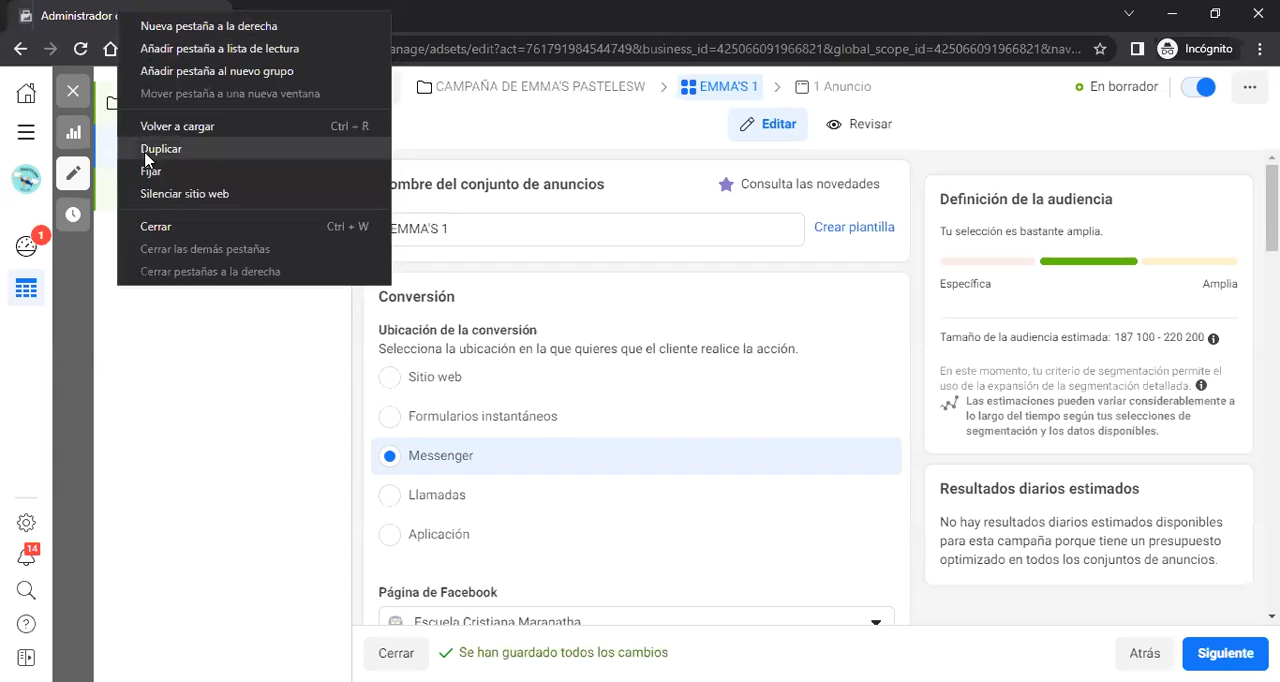 Administrador
Nueva pestaña a la derecha
Añadir pestaña a lista de lectura
Añadir pestaña al nuevo grupo
Mover pestaña a una nueva ventana
Volver a cargar Ctrl + R
Duplicar
Fijar
Silenciar sitio web
Cerrar Ctrl + W
Cerrar las demás pestañas
Cerrar pestañas a la derecha
anage/adsets/edit?act=761791984544749&business_id=425066091966821&global_scope_id=425066091966821&nav...
Incógnito
CAMPAÑA DE EMMA'S PASTELESW > EMMA'S 1 > 1 Anuncio
En borrador
Editar
Revisar
1
14
ombre del conjunto de anuncios
Consulta las novedades
EMMA'S 1
Crear plantilla
Conversión
Ubicación de la conversión
Selecciona la ubicación en la que quieres que el cliente realice la acción.
Sitio web
Formularios instantáneos
Messenger
Llamadas
Aplicación
Página de Facebook
Escuela Cristiana Maranatha
Definición de la audiencia
Tu selección es bastante amplia.
Específica Amplia
Tamaño de la audiencia estimada: 187 100 - 220 200
En este momento, tu criterio de segmentación permite el
uso de la expansión de la segmentación detallada.
Las estimaciones pueden variar considerablemente a
lo largo del tiempo según tus selecciones de
segmentación y los datos disponibles.
Resultados diarios estimados
No hay resultados diarios estimados disponibles
para esta campaña porque tiene un presupuesto
optimizado en todos los conjuntos de anuncios.
Cerrar
Se han guardado todos los cambios
Atrás
Siguiente